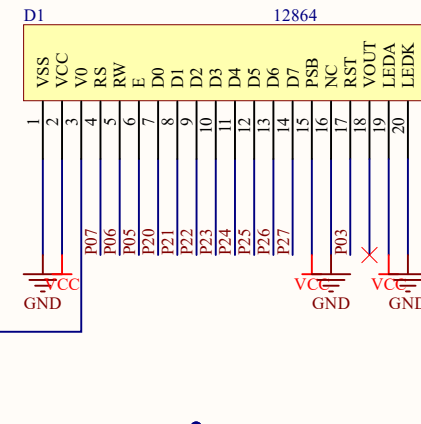 D1 12864
VSS VCC V0 RS RW E D0 D1 D2 D3 D4 D5 D6 D7 PSB NC RST VOUT LEDA LEDK
1 2 3 4 5 6 7 8 9 10 11 12 13 14 15 16 17 18 19 20
P07 P06 P05 P20 P21 P22 P23 P24 P25 P26 P27 P03
VCC VCC VCC
GND GND GND